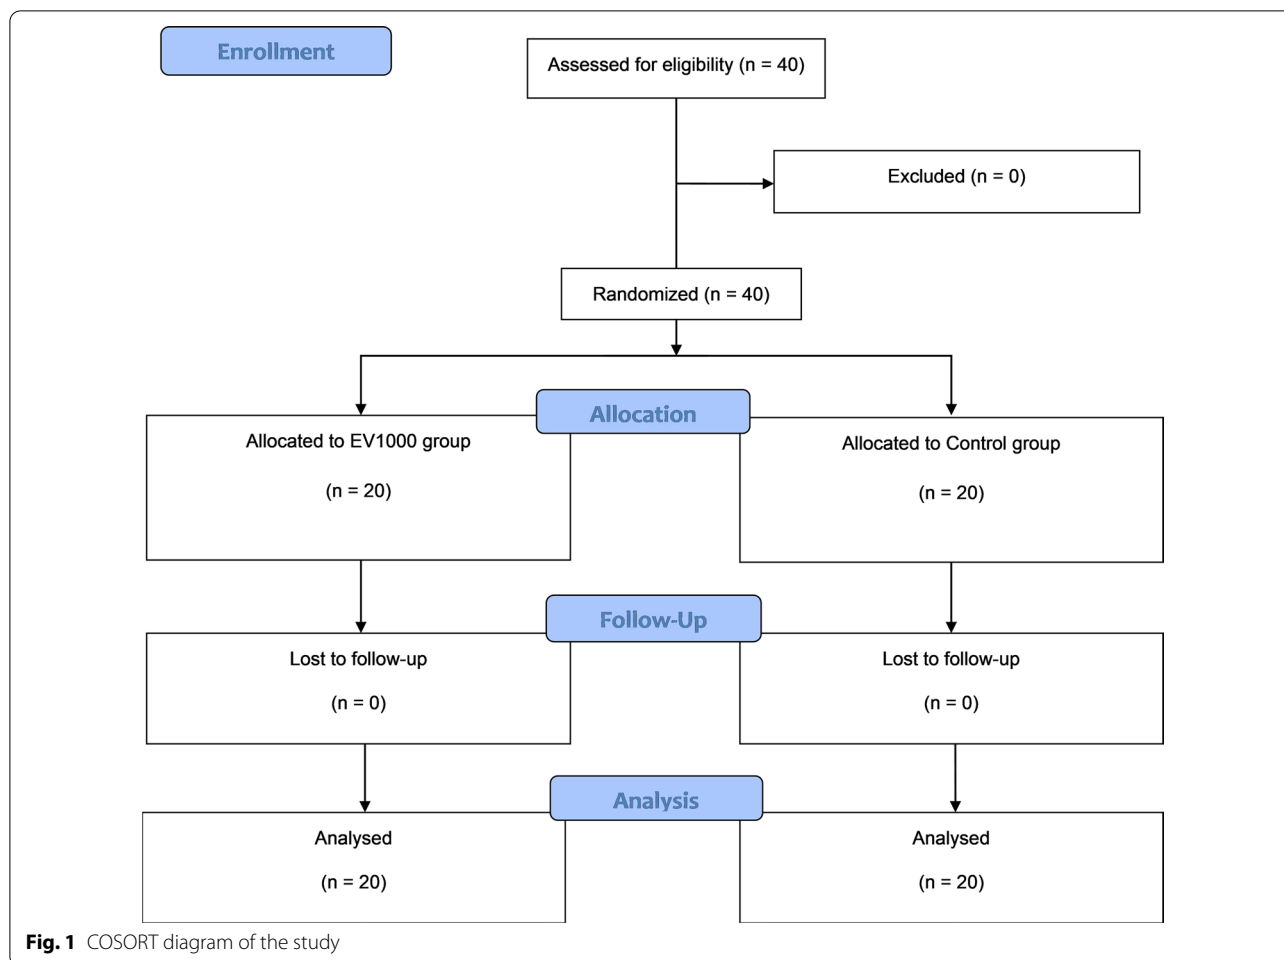 Enrollment
Assessed for eligibility (n = 40)
Excluded (n = 0)
Randomized (n = 40)
Allocation
Allocated to EV1000 group
(n = 20)
Allocated to Control group
(n = 20)
Follow-Up
Lost to follow-up
(n = 0)
Lost to follow-up
(n = 0)
Analysis
Analysed
(n = 20)
Analysed
(n = 20)
Fig. 1 COSORT diagram of the study